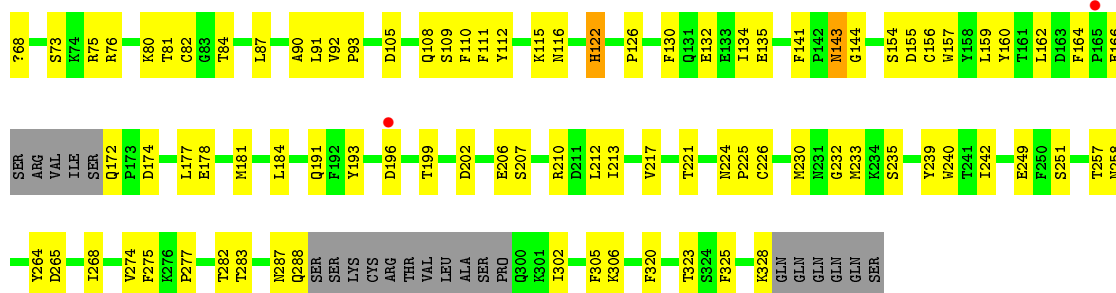 ?68 S73 K74 R75 R76 K80 T81 C82 G83 T84 L87 A90 L91 V92 P93 D105 Q108 S109 F110 F111 Y112 K115 N116 H122 P126 F130 Q131 E132 E133 I134 E135 F141 P142 N143 G144 S154 D155 C156 W157 Y158 L159 Y160 T161 L162 D163 F164 P165
SER ARG VAL ILE SER Q172 P173 D174 L177 E178 M181 L184 Q191 F192 Y193 D196 T199 D202 E206 S207 R210 D211 L212 I213 V217 T221 N224 P225 C226 M230 N231 G232 M233 K234 S235 Y239 W240 T241 I242 E249 F250 S251 T257
Y264 D265 I268 V274 F275 K276 P277 T282 T283 N287 Q288 SER SER LYS CYS ARG THR VAL LEU ALA SER PRO Q300 K301 I302 F305 K306 F320 T323 S324 F325 K328 GLN GLN GLN GLN GLN SER